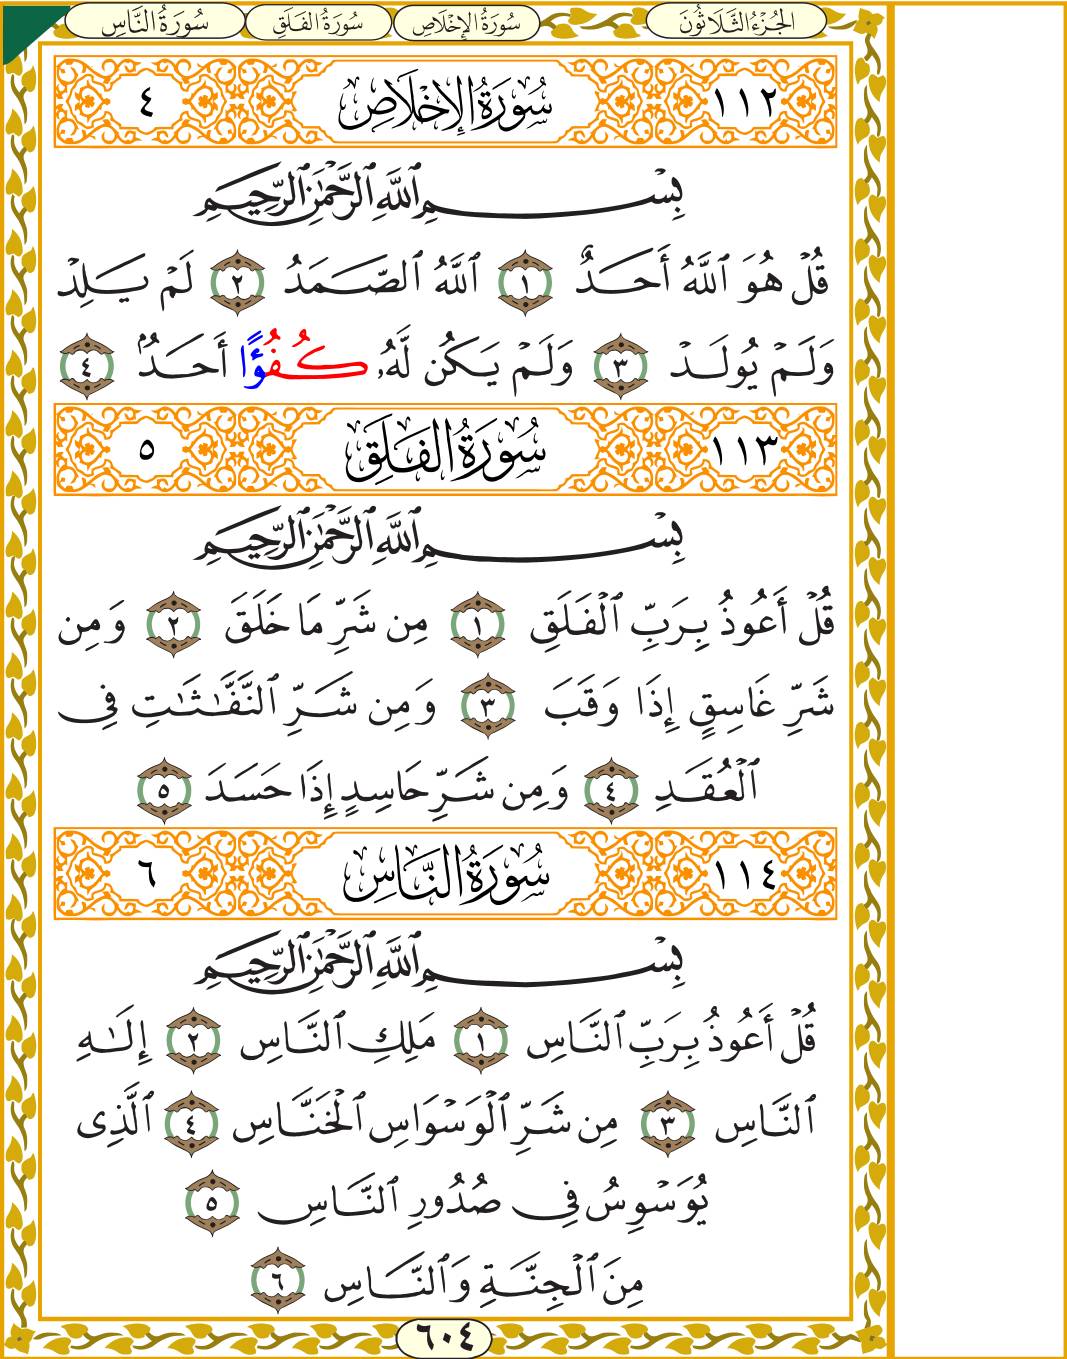 الجُزْءُ الثَّلَاثُونَ سُورَةُ الإِخْلَاصِ سُورَةُ الفَلَقِ سُورَةُ النَّاسِ
١١٢ سُورَةُ الإِخْلَاصِ ٤
بِسْمِ ٱللَّهِ ٱلرَّحْمَٰنِ ٱلرَّحِيمِ
قُلْ هُوَ ٱللَّهُ أَحَدٌ ١ ٱللَّهُ ٱلصَّمَدُ ٢ لَمْ يَلِدْ
وَلَمْ يُولَدْ ٣ وَلَمْ يَكُن لَّهُۥ كُفُؤًا أَحَدٌۢ ٤
١١٣ سُورَةُ الفَلَقِ ٥
بِسْمِ ٱللَّهِ ٱلرَّحْمَٰنِ ٱلرَّحِيمِ
قُلْ أَعُوذُ بِرَبِّ ٱلْفَلَقِ ١ مِن شَرِّ مَا خَلَقَ ٢ وَمِن
شَرِّ غَاسِقٍ إِذَا وَقَبَ ٣ وَمِن شَرِّ ٱلنَّفَّٰثَٰتِ فِى
ٱلْعُقَدِ ٤ وَمِن شَرِّ حَاسِدٍ إِذَا حَسَدَ ٥
١١٤ سُورَةُ النَّاسِ ٦
بِسْمِ ٱللَّهِ ٱلرَّحْمَٰنِ ٱلرَّحِيمِ
قُلْ أَعُوذُ بِرَبِّ ٱلنَّاسِ ١ مَلِكِ ٱلنَّاسِ ٢ إِلَٰهِ
ٱلنَّاسِ ٣ مِن شَرِّ ٱلْوَسْوَاسِ ٱلْخَنَّاسِ ٤ ٱلَّذِى
يُوَسْوِسُ فِى صُدُورِ ٱلنَّاسِ ٥
مِنَ ٱلْجِنَّةِ وَٱلنَّاسِ ٦
٦٠٤